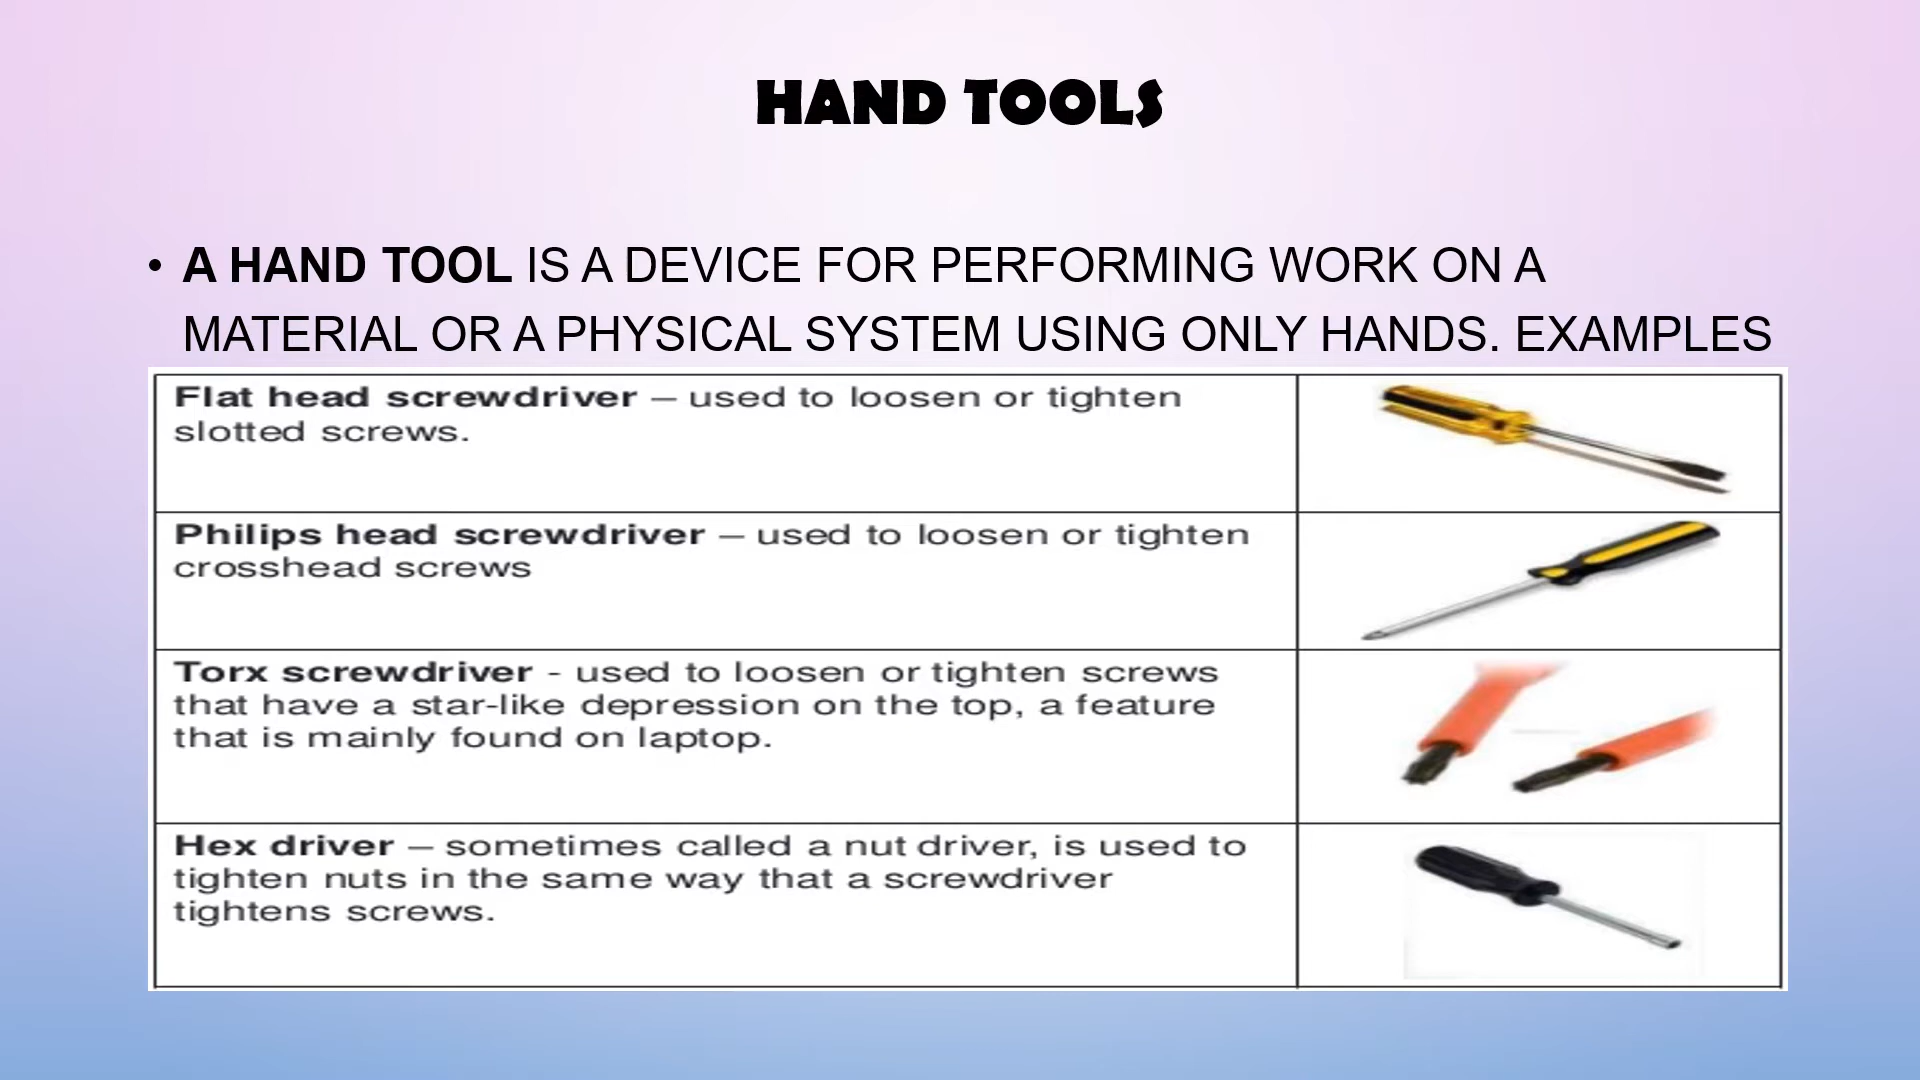 HAND TOOLS
• A HAND TOOL IS A DEVICE FOR PERFORMING WORK ON A
MATERIAL OR A PHYSICAL SYSTEM USING ONLY HANDS. EXAMPLES
Flat head screwdriver – used to loosen or tighten
slotted screws.
Philips head screwdriver – used to loosen or tighten
crosshead screws
Torx screwdriver - used to loosen or tighten screws
that have a star-like depression on the top, a feature
that is mainly found on laptop.
Hex driver – sometimes called a nut driver, is used to
tighten nuts in the same way that a screwdriver
tightens screws.